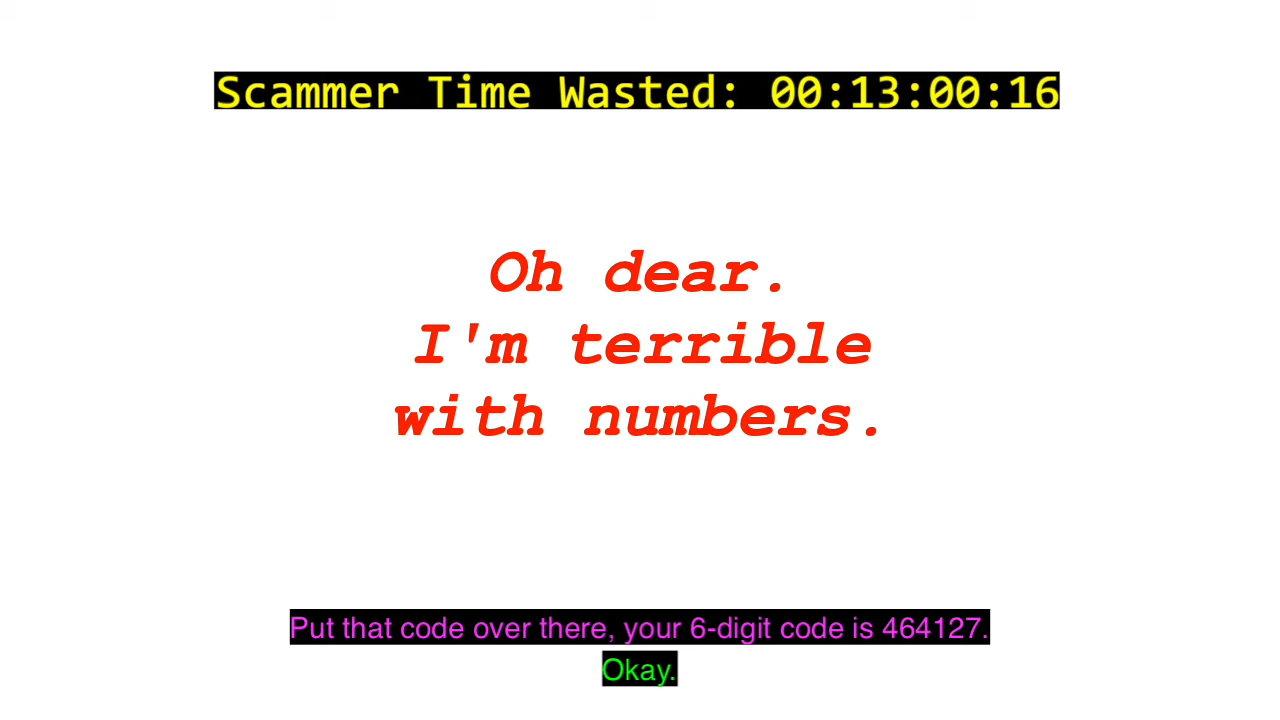 Scammer Time Wasted: 00:13:00:16
Oh dear.
I'm terrible
with numbers.
Put that code over there, your 6-digit code is 464127.
Okay.